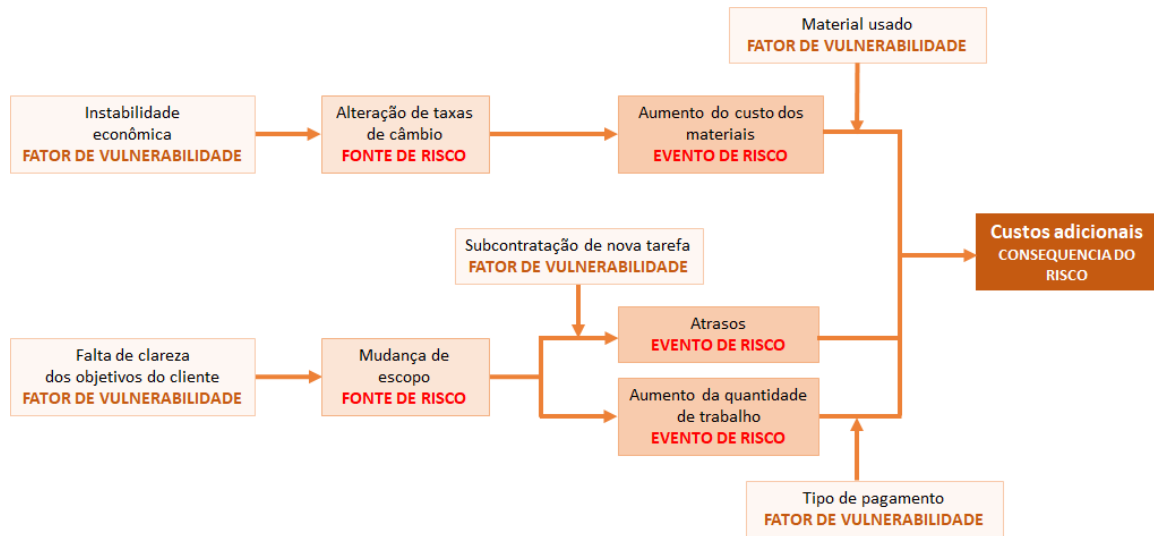 Material usado
FATOR DE VULNERABILIDADE
Instabilidade
econômica
FATOR DE VULNERABILIDADE
Alteração de taxas
de câmbio
FONTE DE RISCO
Aumento do custo dos
materiais
EVENTO DE RISCO
Custos adicionais
CONSEQUENCIA DO
RISCO
Subcontratação de nova tarefa
FATOR DE VULNERABILIDADE
Falta de clareza
dos objetivos do cliente
FATOR DE VULNERABILIDADE
Mudança de
escopo
FONTE DE RISCO
Atrasos
EVENTO DE RISCO
Aumento da quantidade
de trabalho
EVENTO DE RISCO
Tipo de pagamento
FATOR DE VULNERABILIDADE